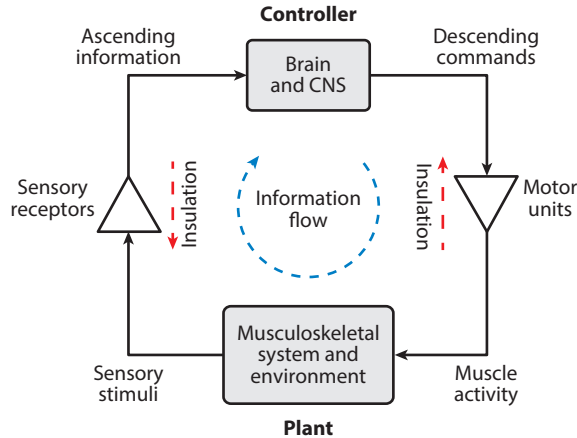 Controller
Ascending
information
Brain
and CNS
Descending
commands
Sensory
receptors
Insulation
Information
flow
Insulation
Motor
units
Musculoskeletal
system and
environment
Sensory
stimuli
Muscle
activity
Plant